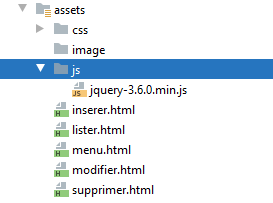 assets
css
image
js
jquery-3.6.0.min.js
inserer.html
lister.html
menu.html
modifier.html
supprimer.html